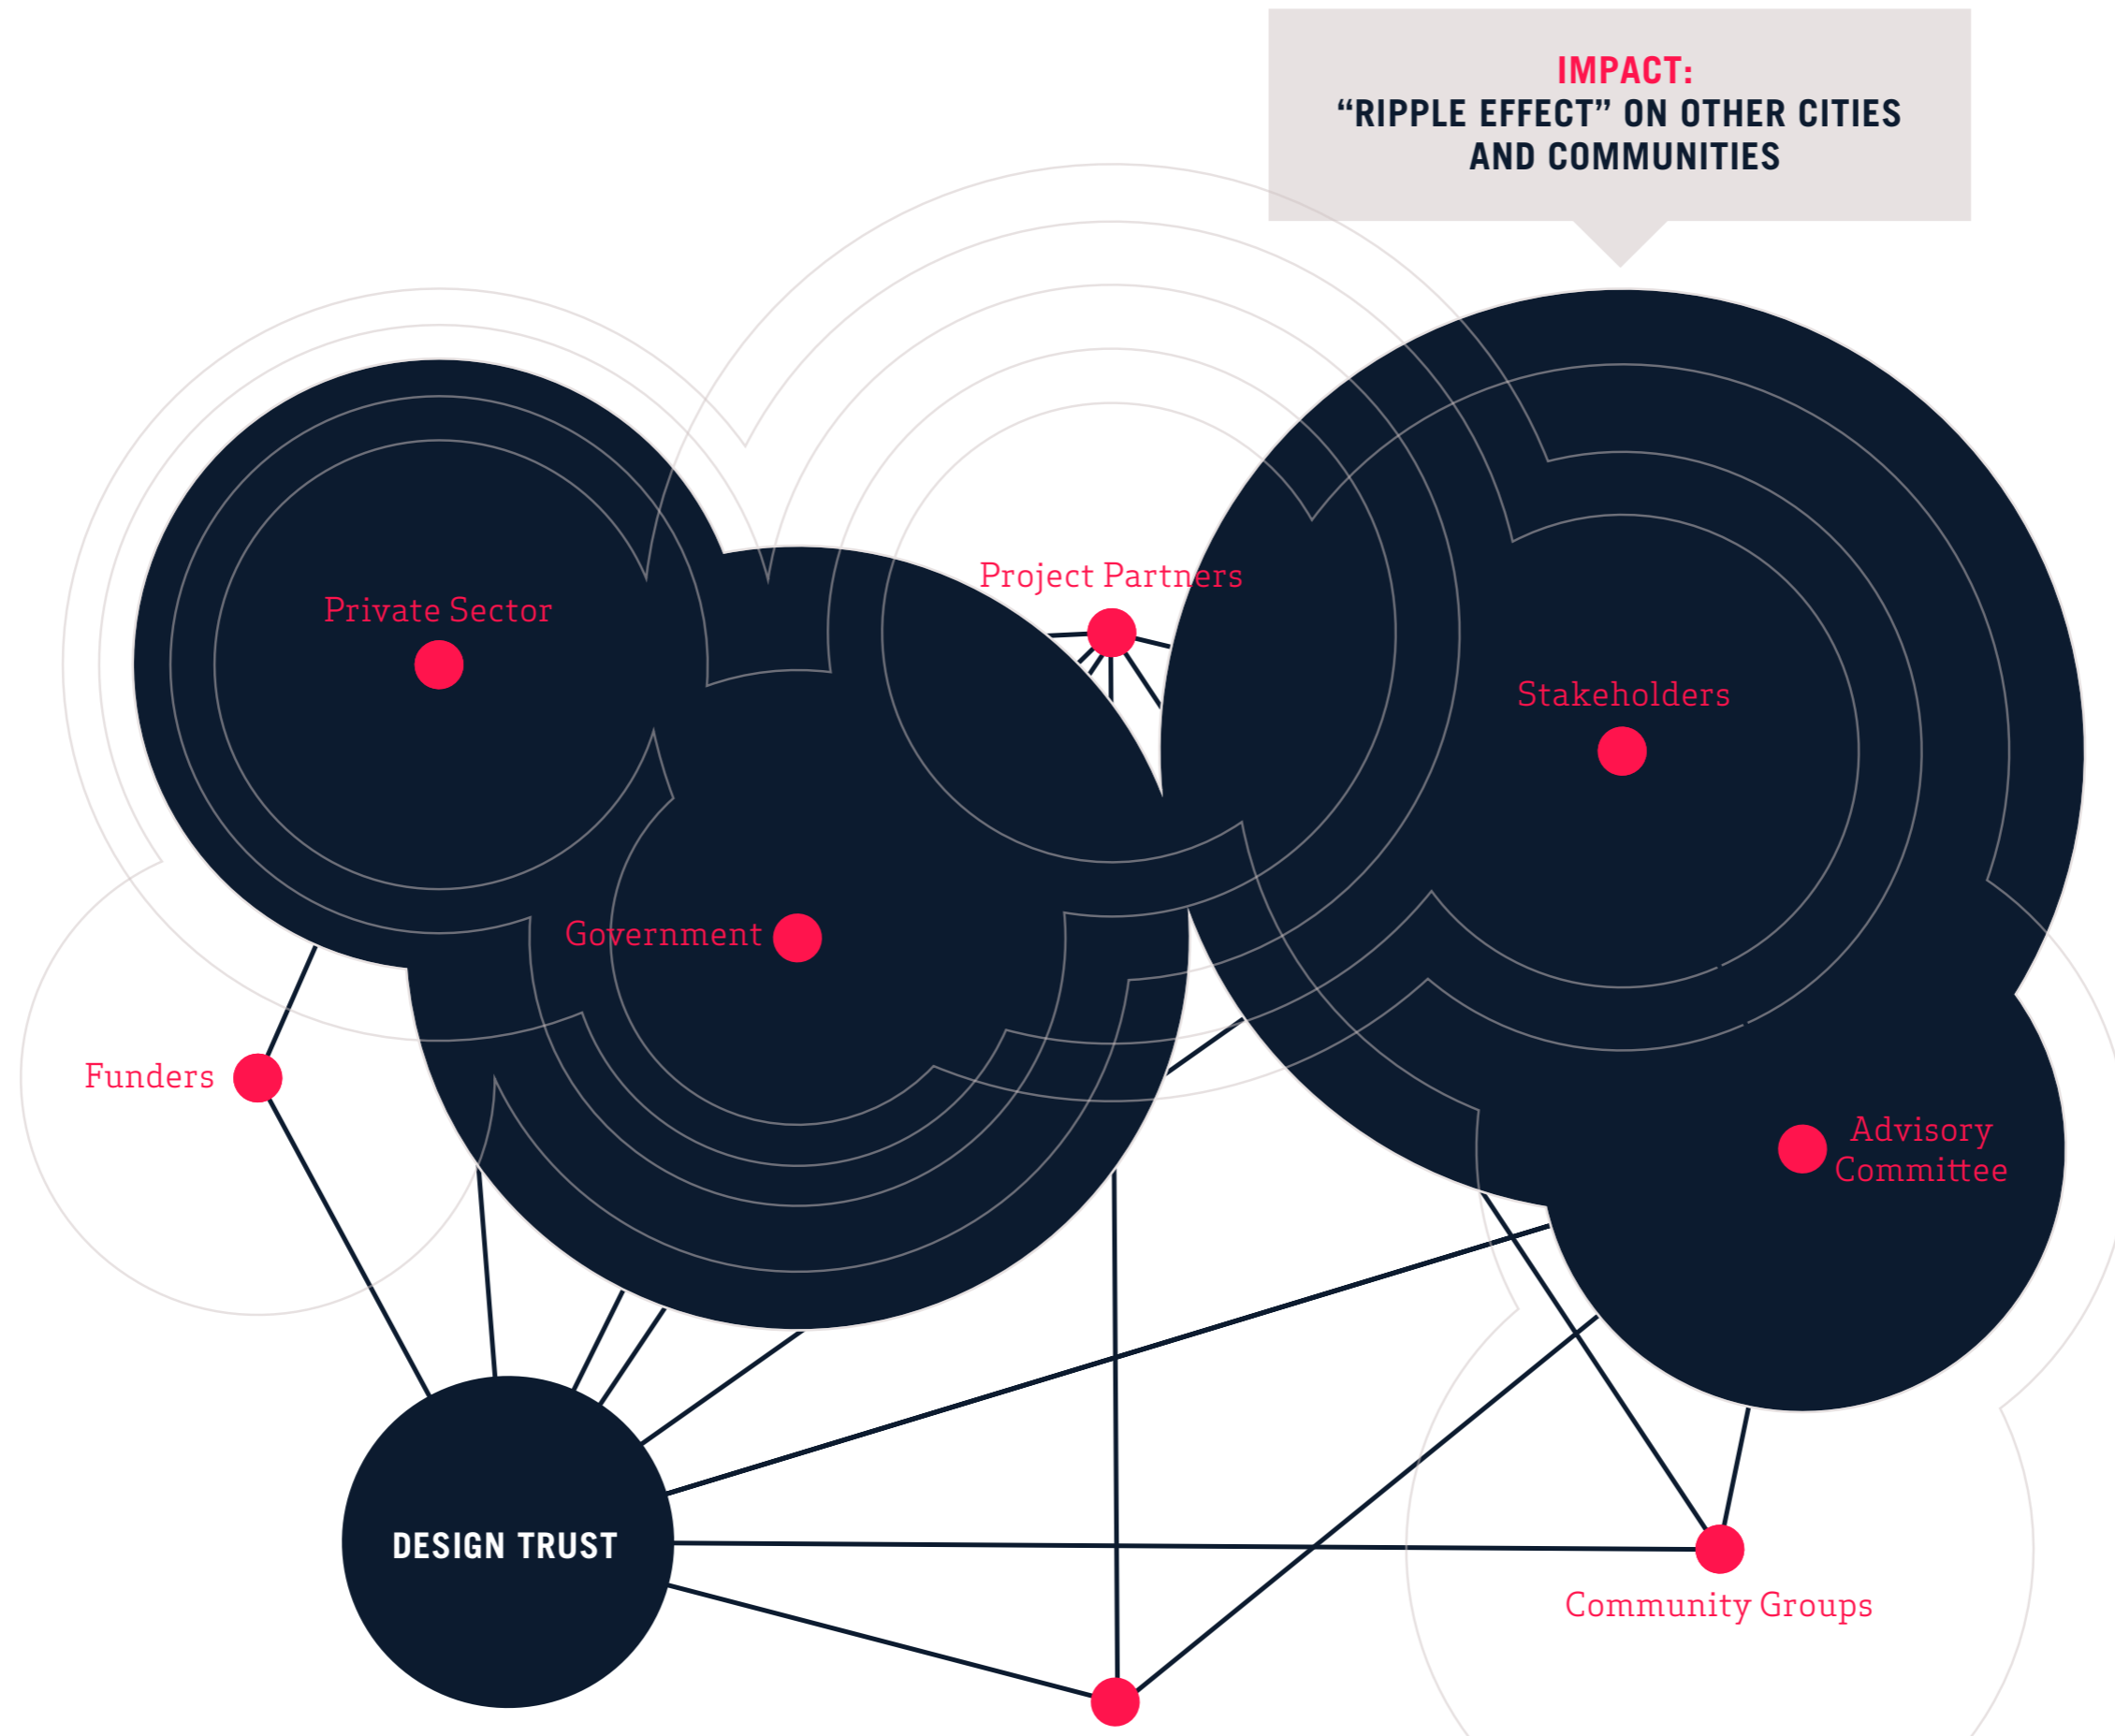 IMPACT:
“RIPPLE EFFECT” ON OTHER CITIES
AND COMMUNITIES
Project Partners
Private Sector
Stakeholders
Government
Funders
Advisory
Committee
DESIGN TRUST
Community Groups